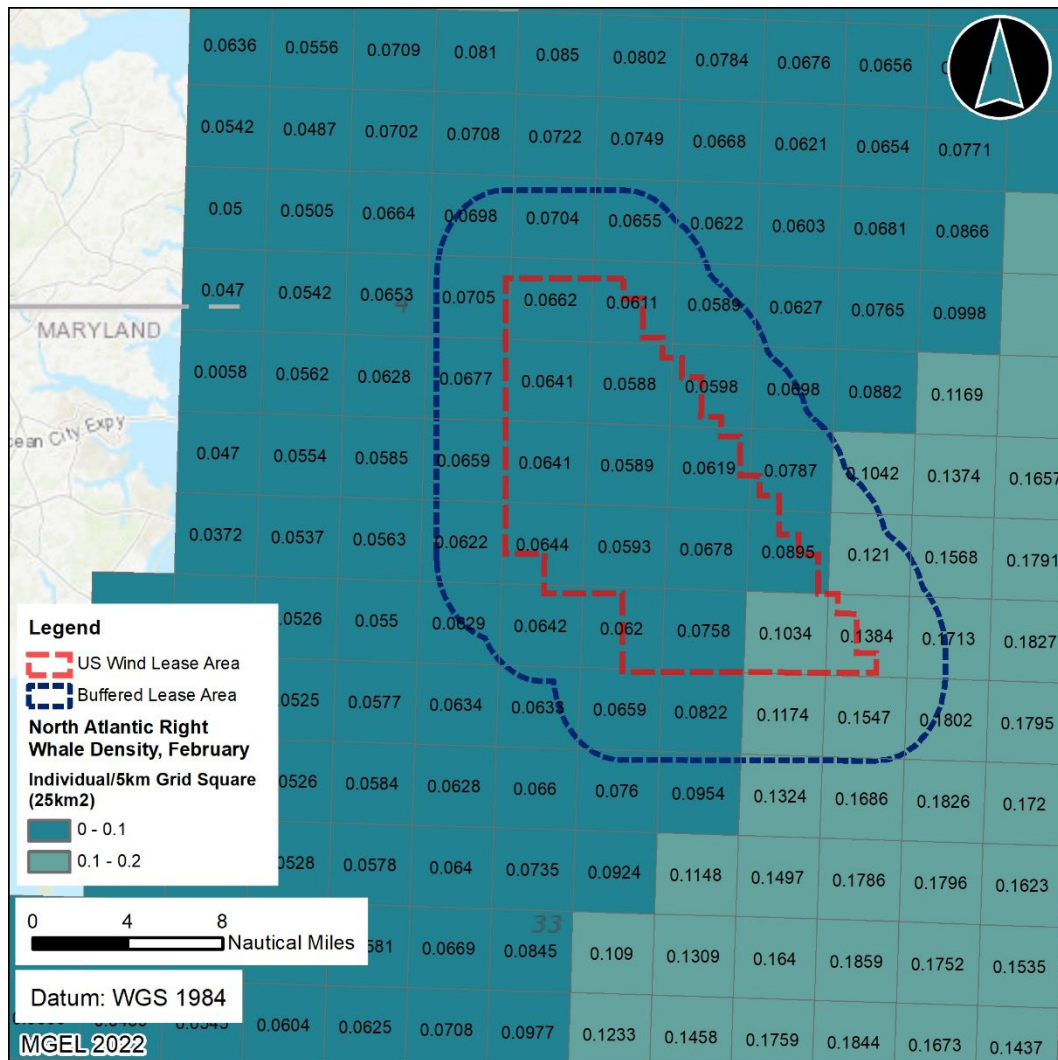 0.0636 0.0556 0.0709 0.081 0.085 0.0802 0.0784 0.0676 0.0656
0.0542 0.0487 0.0702 0.0708 0.0722 0.0749 0.0668 0.0621 0.0654 0.0771
0.05 0.0505 0.0664 0.0698 0.0704 0.0655 0.0622 0.0603 0.0681 0.0866
0.047 0.0542 0.0653 0.0705 0.0662 0.0611 0.0589 0.0627 0.0765 0.0998
MARYLAND
0.0058 0.0562 0.0628 0.0677 0.0641 0.0588 0.0598 0.0698 0.0882 0.1169
cean City Expy
0.047 0.0554 0.0585 0.0659 0.0641 0.0589 0.0619 0.0787 0.1042 0.1374 0.1657
0.0372 0.0537 0.0563 0.0622 0.0644 0.0593 0.0678 0.0895 0.121 0.1568 0.1791
.0526 0.055 0.0629 0.0642 0.062 0.0758 0.1034 0.1384 0.1713 0.1827
.0525 0.0577 0.0634 0.0633 0.0659 0.0822 0.1174 0.1547 0.1802 0.1795
.0526 0.0584 0.0628 0.066 0.076 0.0954 0.1324 0.1686 0.1826 0.172
.0528 0.0578 0.064 0.0735 0.0924 0.1148 0.1497 0.1786 0.1796 0.1623
33
581 0.0669 0.0845 0.109 0.1309 0.164 0.1859 0.1752 0.1535
0.0604 0.0625 0.0708 0.0977 0.1233 0.1458 0.1759 0.1844 0.1673 0.1437
Legend
US Wind Lease Area
Buffered Lease Area
North Atlantic Right
Whale Density, February
Individual/5km Grid Square
(25km2)
0 - 0.1
0.1 - 0.2
0 4 8
Nautical Miles
Datum: WGS 1984
MGEL 2022